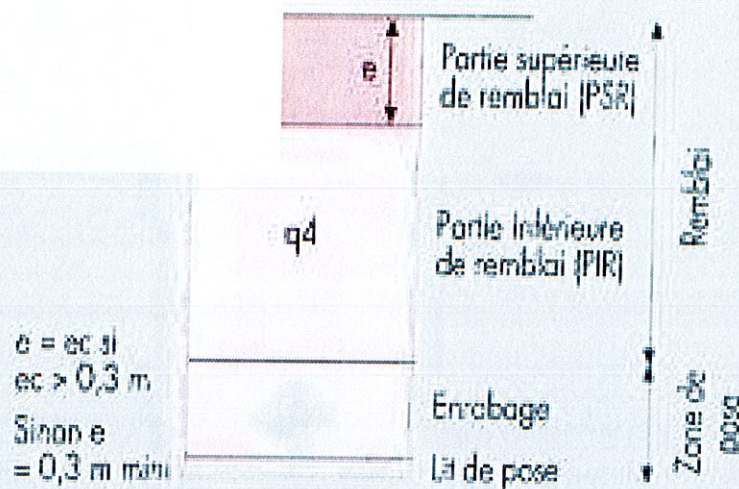 e
Partie supérieure
de remblai (PSR)
Remblai
q4
Partie Inférieure
de remblai (PIR)
e = ec si
ec > 0,3 m
Sinon e
= 0,3 m mini
Enrobage
Lit de pose
Zone de
pose